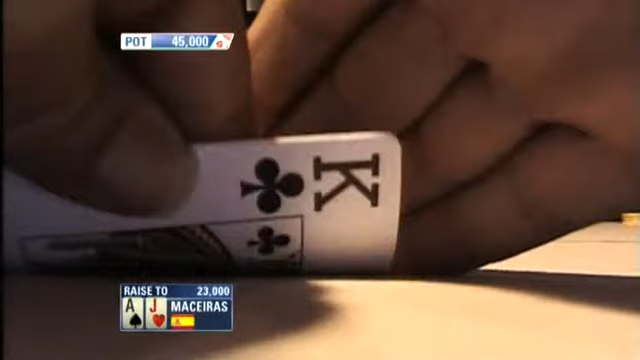 POT 45,000
K
RAISE TO 23,000
A J MACEIRAS